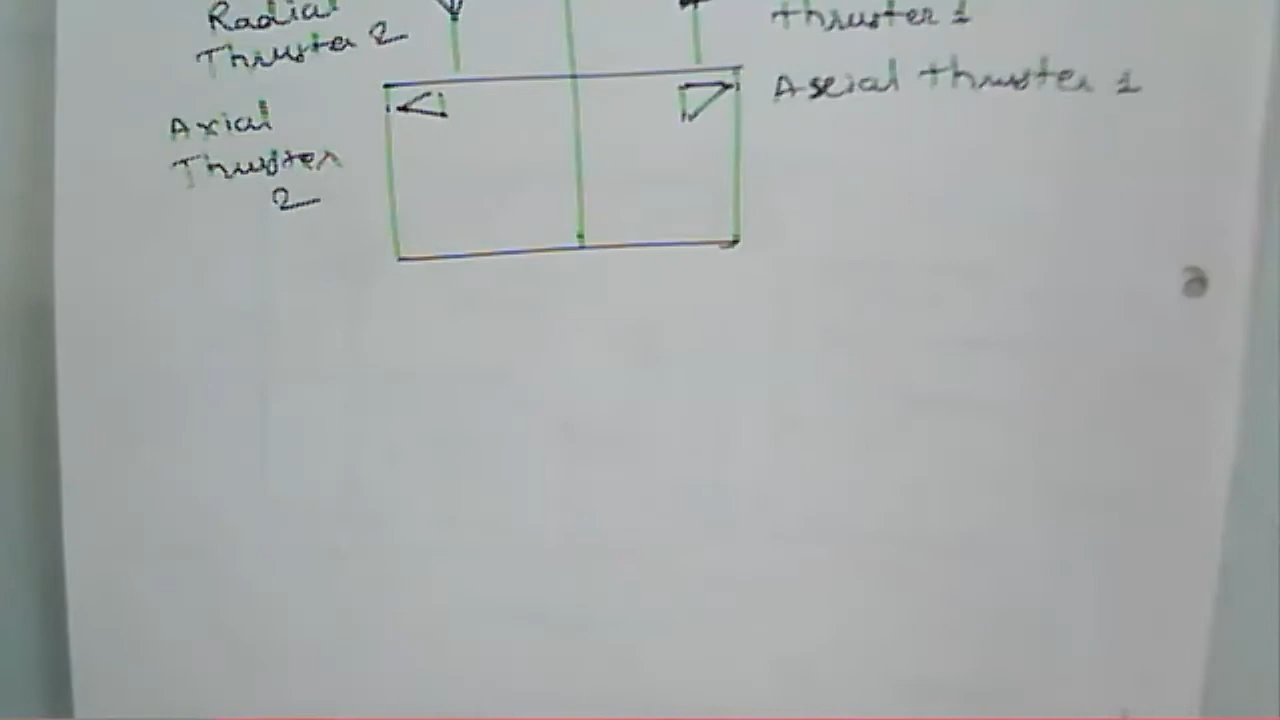 Radial
Thruster 2
thruster 1
Axial thruster 1
Axial
Thruster
2